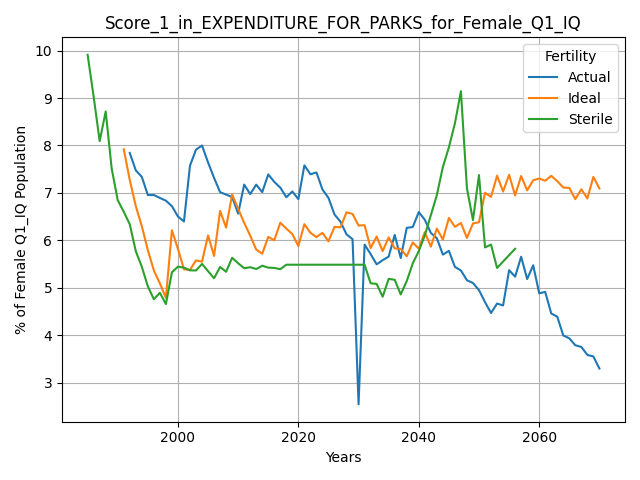 Score_1_in_EXPENDITURE_FOR_PARKS_for_Female_Q1_IQ
Fertility
Actual
Ideal
Sterile
% of Female Q1_IQ Population
10
9
8
7
6
5
4
3
2000
2020
2040
2060
Years